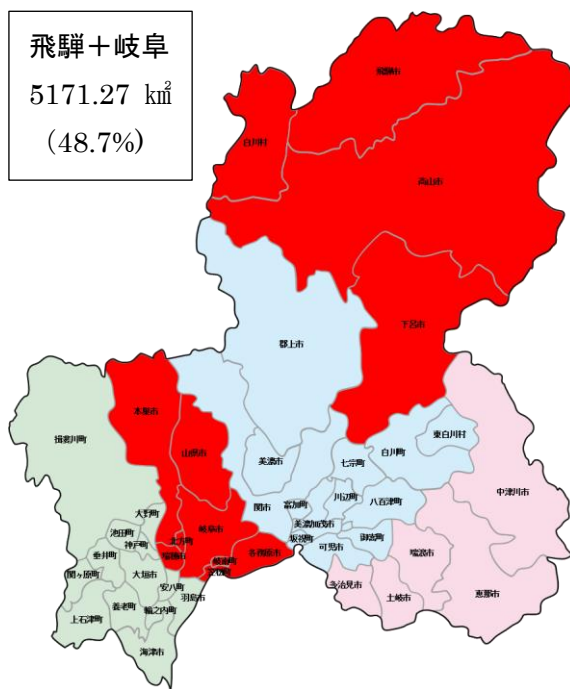 飛騨+岐阜
5171.27 ㎢
(48.7%)
飛騨市
白川村
高山市
下呂市
郡上市
本巣市
揖斐川町
山県市
東白川村
白川町
七宗町
美濃市
中津川市
川辺町
八百津町
富加町
関市
大野町
美濃加茂市
岐阜市
池田町
北方町
坂祝町
御嵩町
神戸町
可児市
垂井町
瑞穂市
各務原市
瑞浪市
岐南町
関ヶ原町
大垣市
安八町
多治見市
羽島市
土岐市
恵那市
養老町
輪之内町
上石津町
海津市